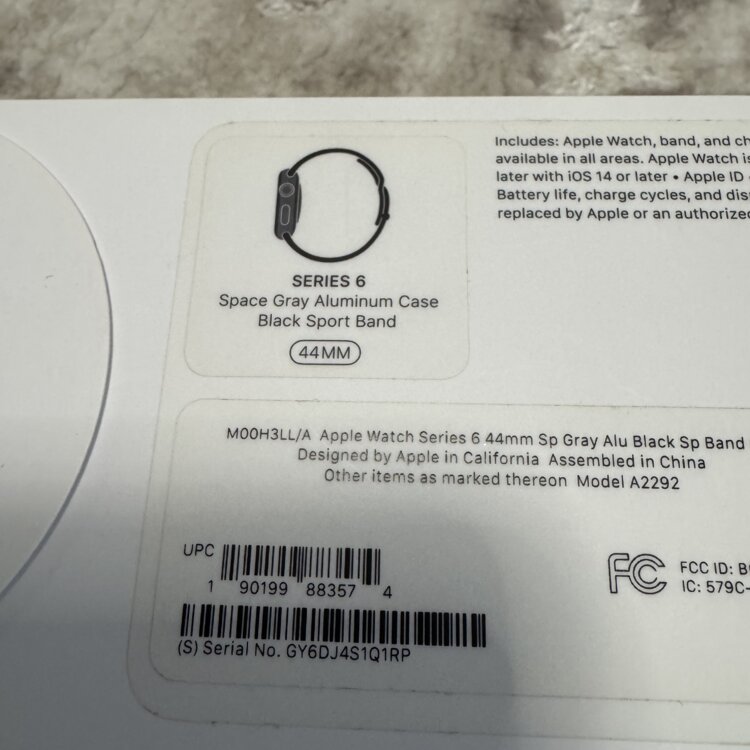 SERIES 6
Space Gray Aluminum Case
Black Sport Band
44MM
Includes: Apple Watch, band, and
available in all areas. Apple Watch is
later with iOS 14 or later • Apple ID
Battery life, charge cycles, and
replaced by Apple or an authorized
M00H3LL/A Apple Watch Series 6 44mm Sp Gray Alu Black Sp Band
Designed by Apple in California Assembled in China
Other items as marked thereon Model A2292
UPC
1 90199 88357 4
(S) Serial No. GY6DJ4S1Q1RP
FC
FCC ID:
IC: 579C-